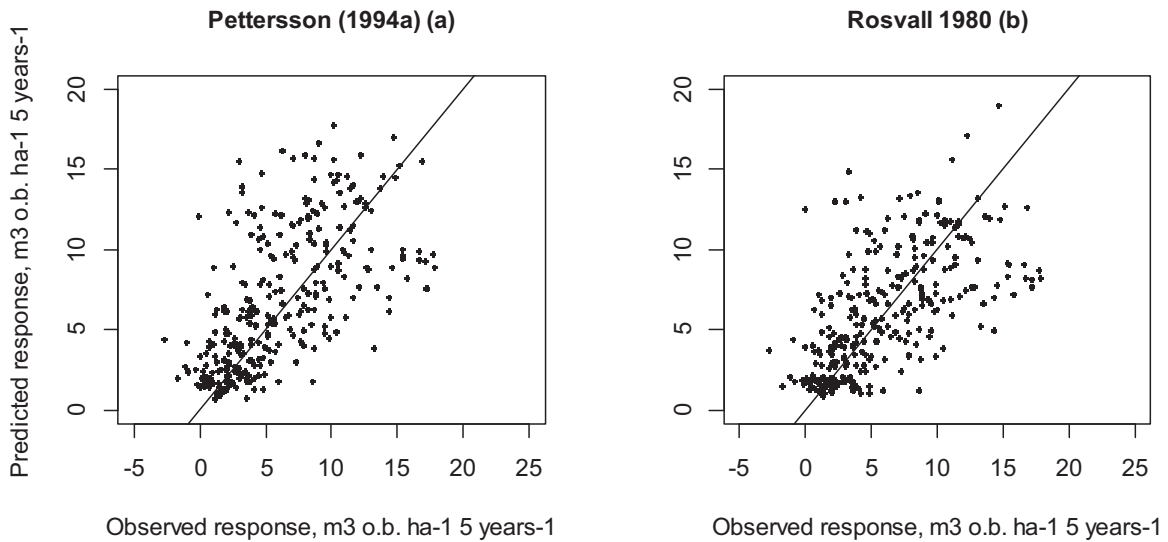 Pettersson (1994a) (a)
Rosvall 1980 (b)
Predicted response, m3 o.b. ha-1 5 years-1
20
15
10
5
0
-5 0 5 10 15 20 25
Observed response, m3 o.b. ha-1 5 years-1
20
15
10
5
0
-5 0 5 10 15 20 25
Observed response, m3 o.b. ha-1 5 years-1